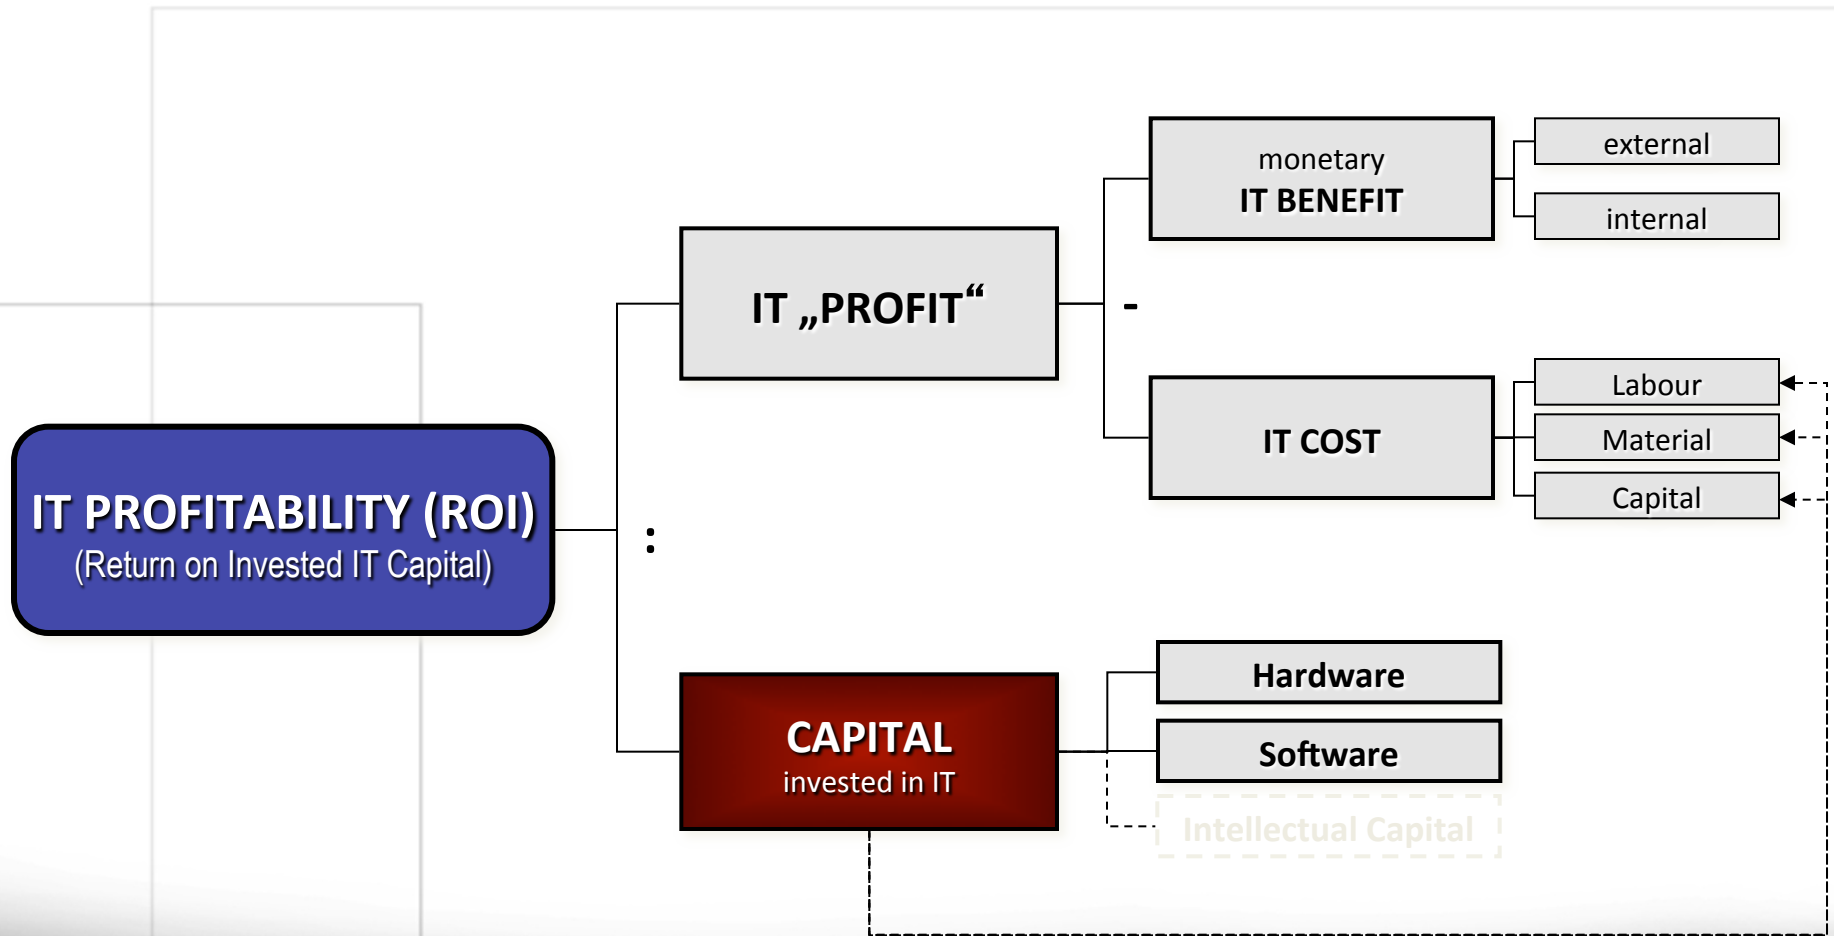 monetary
IT BENEFIT
external
internal
IT „PROFIT“
-
IT COST
Labour
Material
Capital
IT PROFITABILITY (ROI)
(Return on Invested IT Capital)
:
CAPITAL
invested in IT
Hardware
Software
Intellectual Capital